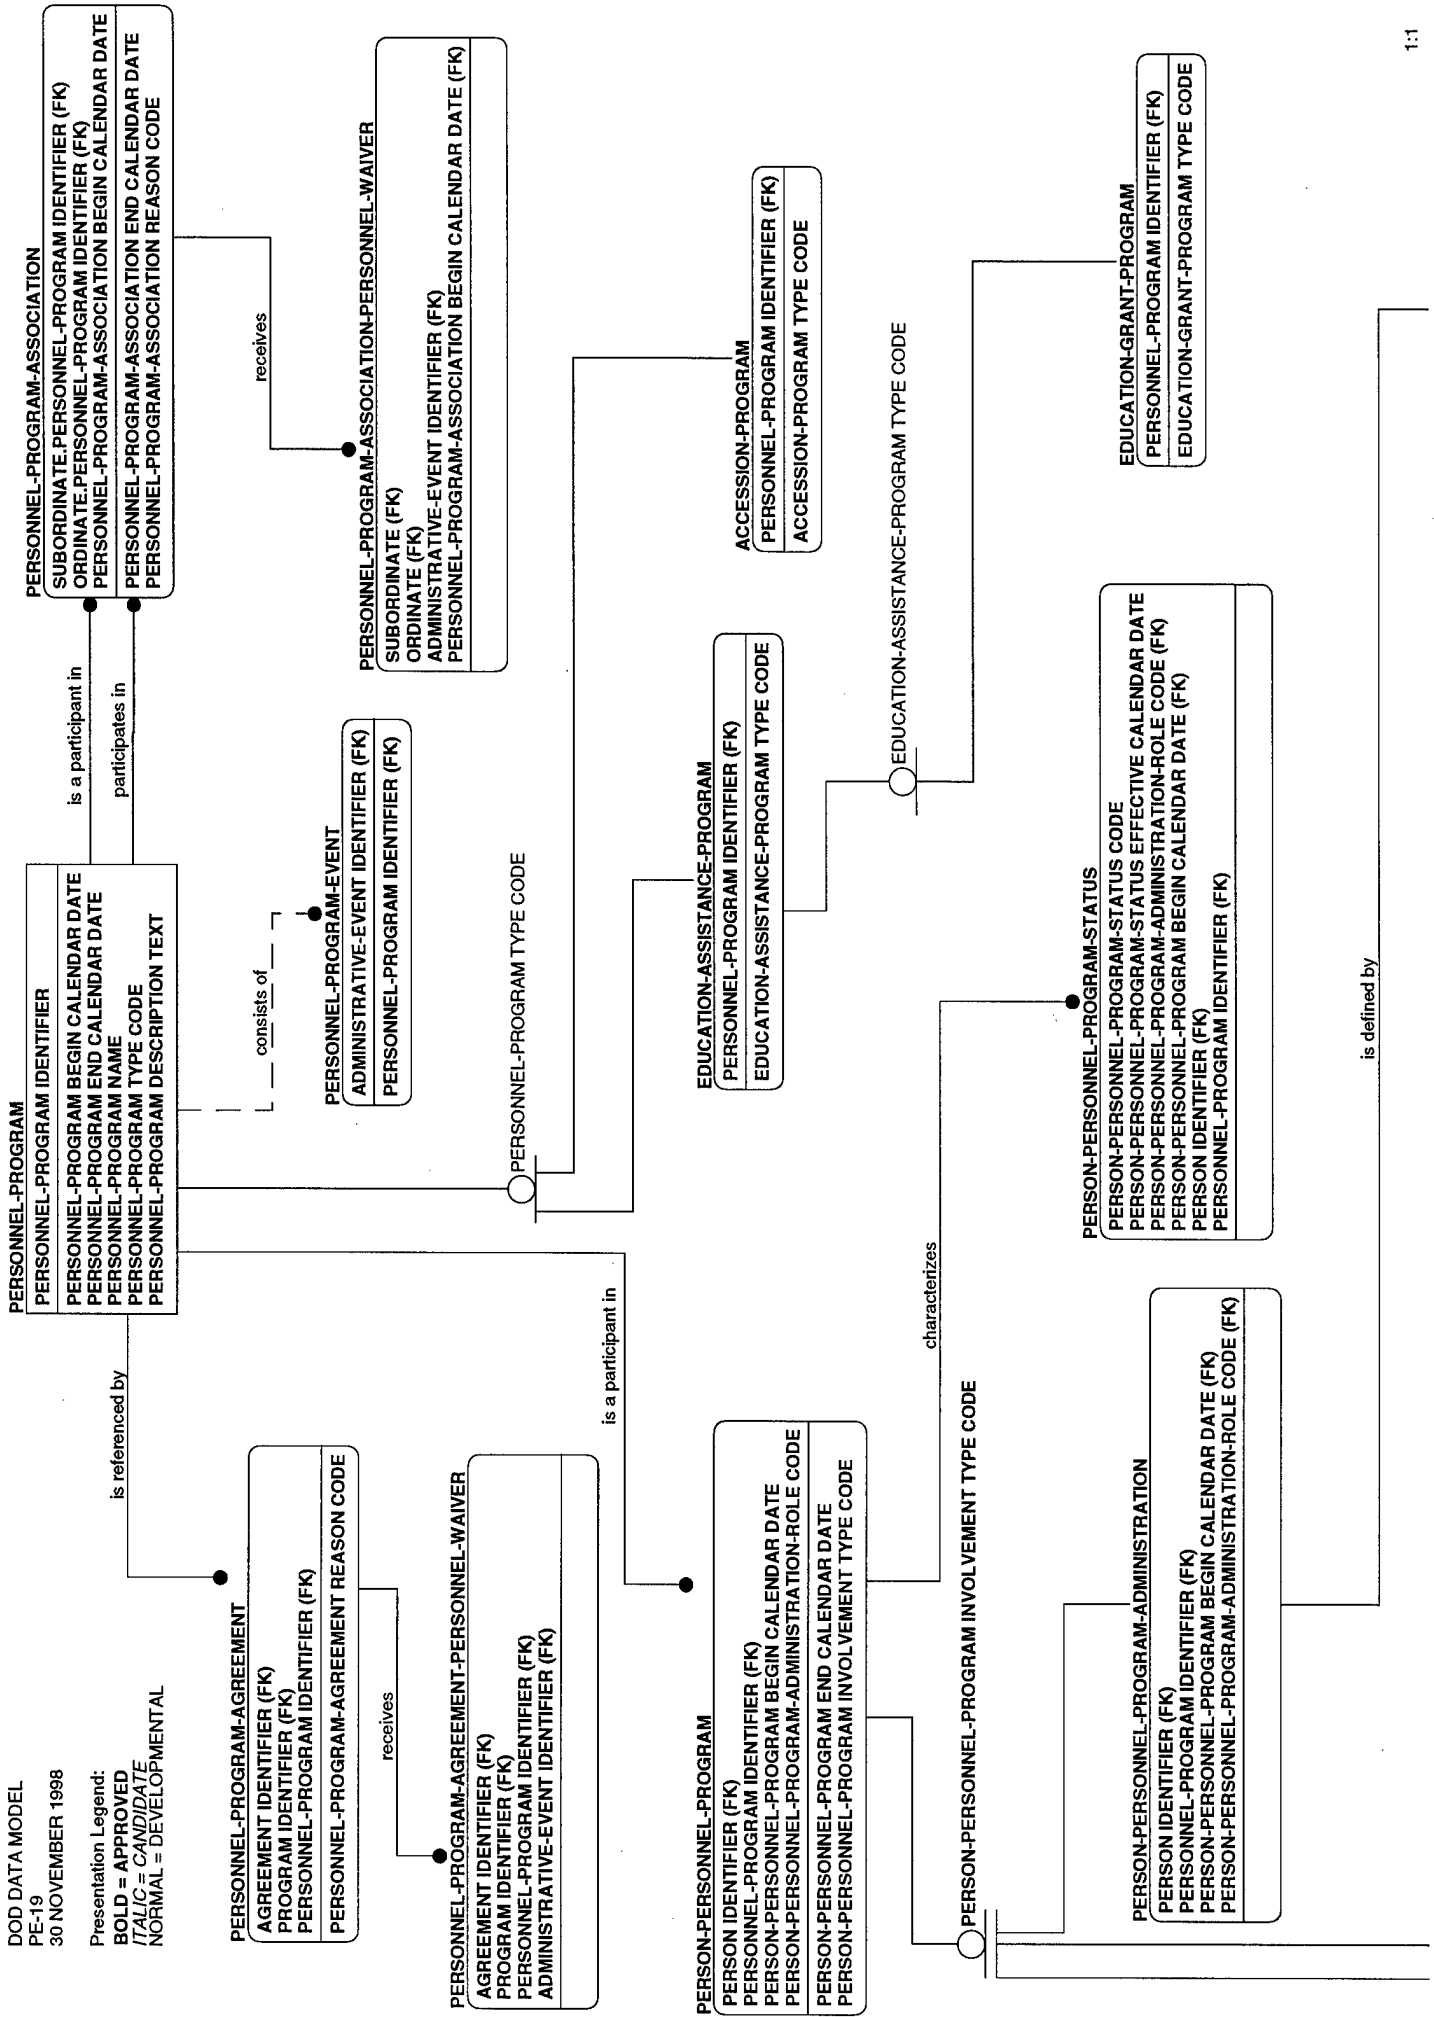 DOD DATA MODEL
PE-19
30 NOVEMBER 1998
Presentation Legend:
BOLD = APPROVED
ITALIC = CANDIDATE
NORMAL = DEVELOPMENTAL
PERSONNEL-PROGRAM
PERSONNEL-PROGRAM IDENTIFIER
PERSONNEL-PROGRAM BEGIN CALENDAR DATE
PERSONNEL-PROGRAM END CALENDAR DATE
PERSONNEL-PROGRAM NAME
PERSONNEL-PROGRAM TYPE CODE
PERSONNEL-PROGRAM DESCRIPTION TEXT
is a participant in
participates in
PERSONNEL-PROGRAM-ASSOCIATION
SUBORDINATE.PERSONNEL-PROGRAM IDENTIFIER (FK)
ORDINATE.PERSONNEL-PROGRAM IDENTIFIER (FK)
PERSONNEL-PROGRAM-ASSOCIATION BEGIN CALENDAR DATE
PERSONNEL-PROGRAM-ASSOCIATION END CALENDAR DATE
PERSONNEL-PROGRAM-ASSOCIATION REASON CODE
is referenced by
consists of
receives
PERSONNEL-PROGRAM-AGREEMENT
AGREEMENT IDENTIFIER (FK)
PROGRAM IDENTIFIER (FK)
PERSONNEL-PROGRAM IDENTIFIER (FK)
PERSONNEL-PROGRAM-AGREEMENT REASON CODE
PERSONNEL-PROGRAM-EVENT
ADMINISTRATIVE-EVENT IDENTIFIER (FK)
PERSONNEL-PROGRAM IDENTIFIER (FK)
PERSONNEL-PROGRAM-ASSOCIATION-PERSONNEL-WAIVER
SUBORDINATE (FK)
ORDINATE (FK)
ADMINISTRATIVE-EVENT IDENTIFIER (FK)
PERSONNEL-PROGRAM-ASSOCIATION BEGIN CALENDAR DATE (FK)
receives
PERSONNEL-PROGRAM-AGREEMENT-PERSONNEL-WAIVER
AGREEMENT IDENTIFIER (FK)
PROGRAM IDENTIFIER (FK)
PERSONNEL-PROGRAM IDENTIFIER (FK)
ADMINISTRATIVE-EVENT IDENTIFIER (FK)
PERSONNEL-PROGRAM TYPE CODE
is a participant in
PERSON-PERSONNEL-PROGRAM
PERSON IDENTIFIER (FK)
PERSONNEL-PROGRAM IDENTIFIER (FK)
PERSON-PERSONNEL-PROGRAM BEGIN CALENDAR DATE
PERSON-PERSONNEL-PROGRAM-ADMINISTRATION-ROLE CODE
PERSON-PERSONNEL-PROGRAM END CALENDAR DATE
PERSON-PERSONNEL-PROGRAM INVOLVEMENT TYPE CODE
EDUCATION-ASSISTANCE-PROGRAM
PERSONNEL-PROGRAM IDENTIFIER (FK)
EDUCATION-ASSISTANCE-PROGRAM TYPE CODE
ACCESSION-PROGRAM
PERSONNEL-PROGRAM IDENTIFIER (FK)
ACCESSION-PROGRAM TYPE CODE
EDUCATION-ASSISTANCE-PROGRAM TYPE CODE
characterizes
PERSON-PERSONNEL-PROGRAM INVOLVEMENT TYPE CODE
PERSON-PERSONNEL-PROGRAM-STATUS
PERSON-PERSONNEL-PROGRAM-STATUS CODE
PERSON-PERSONNEL-PROGRAM-STATUS EFFECTIVE CALENDAR DATE
PERSON-PERSONNEL-PROGRAM-ADMINISTRATION-ROLE CODE (FK)
PERSON-PERSONNEL-PROGRAM BEGIN CALENDAR DATE (FK)
PERSON IDENTIFIER (FK)
PERSONNEL-PROGRAM IDENTIFIER (FK)
EDUCATION-GRANT-PROGRAM
PERSONNEL-PROGRAM IDENTIFIER (FK)
EDUCATION-GRANT-PROGRAM TYPE CODE
PERSON-PERSONNEL-PROGRAM-ADMINISTRATION
PERSON IDENTIFIER (FK)
PERSONNEL-PROGRAM IDENTIFIER (FK)
PERSON-PERSONNEL-PROGRAM BEGIN CALENDAR DATE (FK)
PERSON-PERSONNEL-PROGRAM-ADMINISTRATION-ROLE CODE (FK)
is defined by
1:1